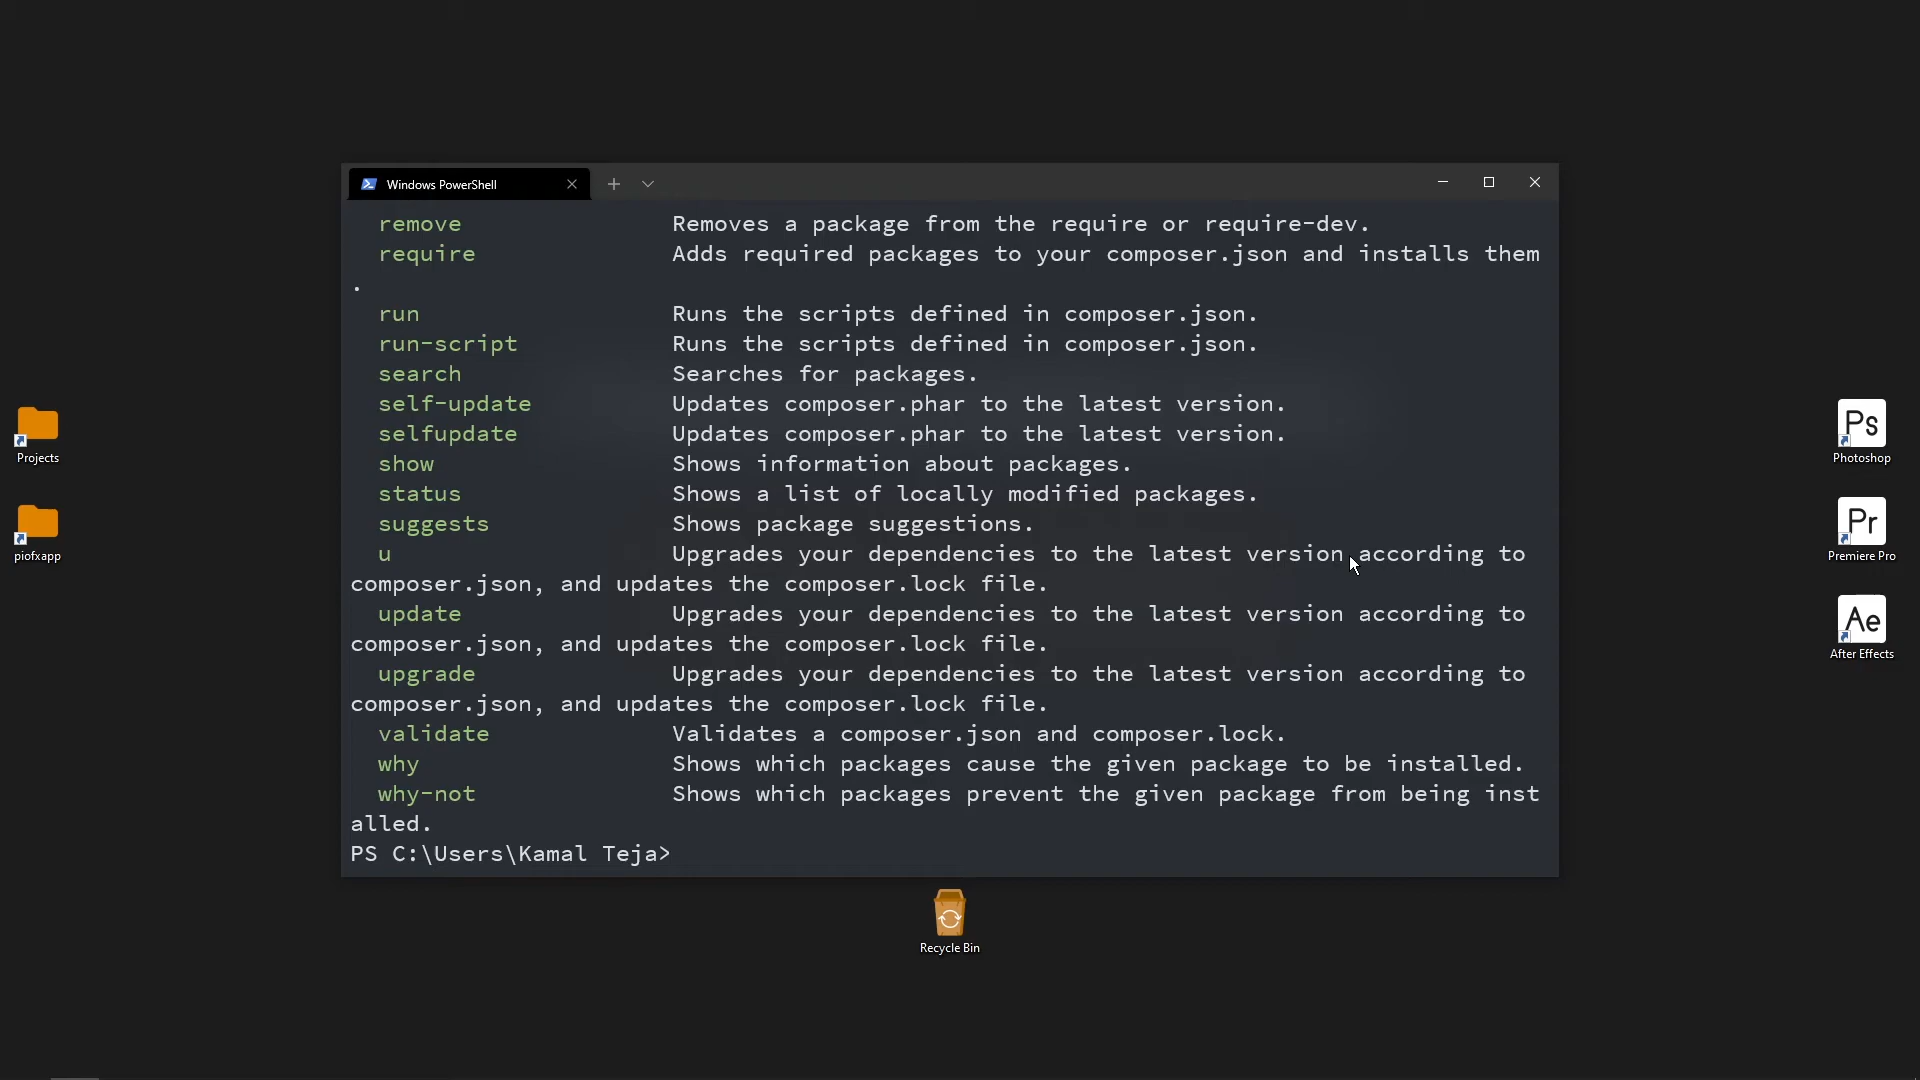 Windows PowerShell
remove Removes a package from the require or require-dev.
require Adds required packages to your composer.json and installs them
.
run Runs the scripts defined in composer.json.
run-script Runs the scripts defined in composer.json.
search Searches for packages.
self-update Updates composer.phar to the latest version.
selfupdate Updates composer.phar to the latest version.
show Shows information about packages.
status Shows a list of locally modified packages.
suggests Shows package suggestions.
u Upgrades your dependencies to the latest version according to
composer.json, and updates the composer.lock file.
update Upgrades your dependencies to the latest version according to
composer.json, and updates the composer.lock file.
upgrade Upgrades your dependencies to the latest version according to
composer.json, and updates the composer.lock file.
validate Validates a composer.json and composer.lock.
why Shows which packages cause the given package to be installed.
why-not Shows which packages prevent the given package from being inst
alled.
PS C:\Users\Kamal Teja>
Projects
piofxapp
Ps
Photoshop
Pr
Premiere Pro
Ae
After Effects
Recycle Bin